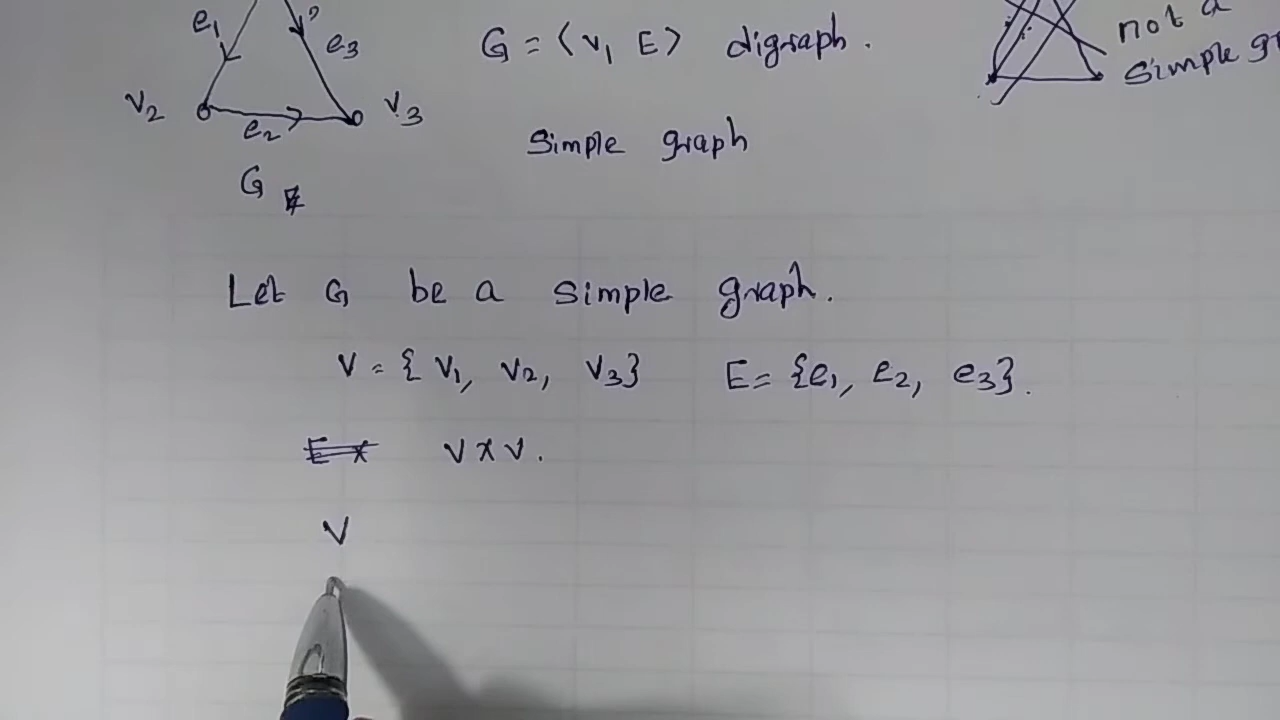 e1
e3
G = ⟨V, E⟩ digraph.
not a
simple
V2
e2
V3
Simple graph
G
Let G be a simple graph.
V = { V1, V2, V3} E = {e1, e2, e3}.
V x V.
V